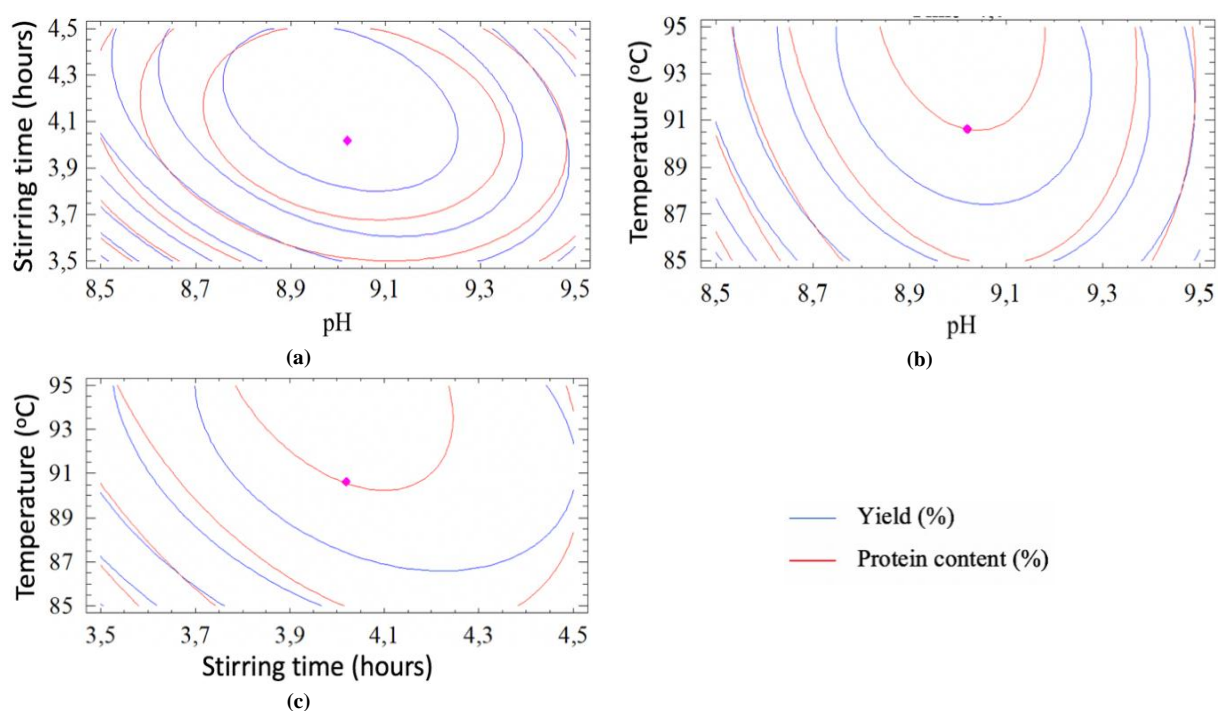 4,5
4,3
4,1
3,9
3,7
3,5
Stirring time (hours)
8,5 8,7 8,9 9,1 9,3 9,5
pH
(a)
95
93
91
89
87
85
Temperature (°C)
8,5 8,7 8,9 9,1 9,3 9,5
pH
(b)
95
93
91
89
87
85
Temperature (°C)
3,5 3,7 3,9 4,1 4,3 4,5
Stirring time (hours)
(c)
Yield (%)
Protein content (%)